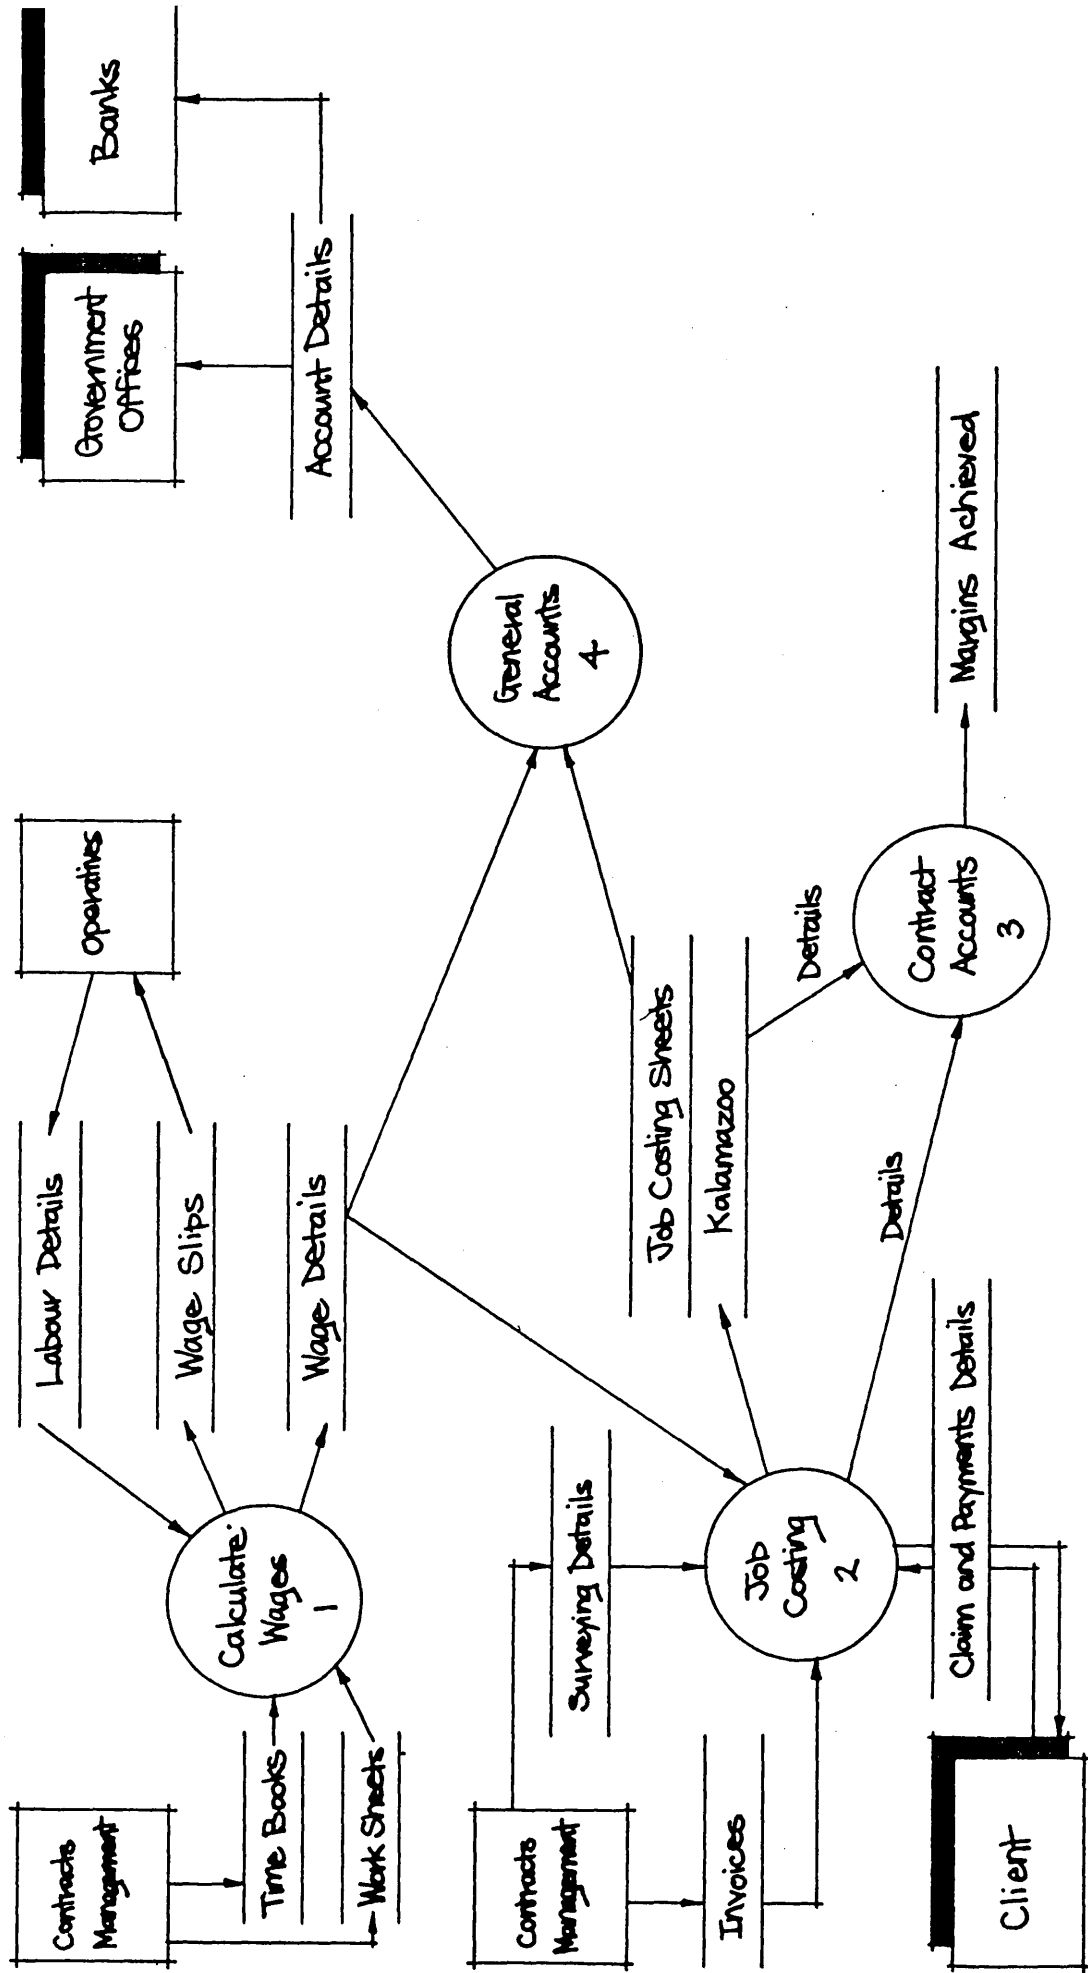 Contracts
Management
Time Books
Work Sheets
Calculate
Wages
1
Labour Details
Wage Slips
Wage Details
Operatives
Government
Offices
Banks
Account Details
General
Accounts
4
Contracts
Management
Invoices
Surveying Details
Job
Costing
2
Job Costing Sheets
Kalamazoo
Details
Details
Contract
Accounts
3
Margins Achieved
Claim and Payments Details
Client